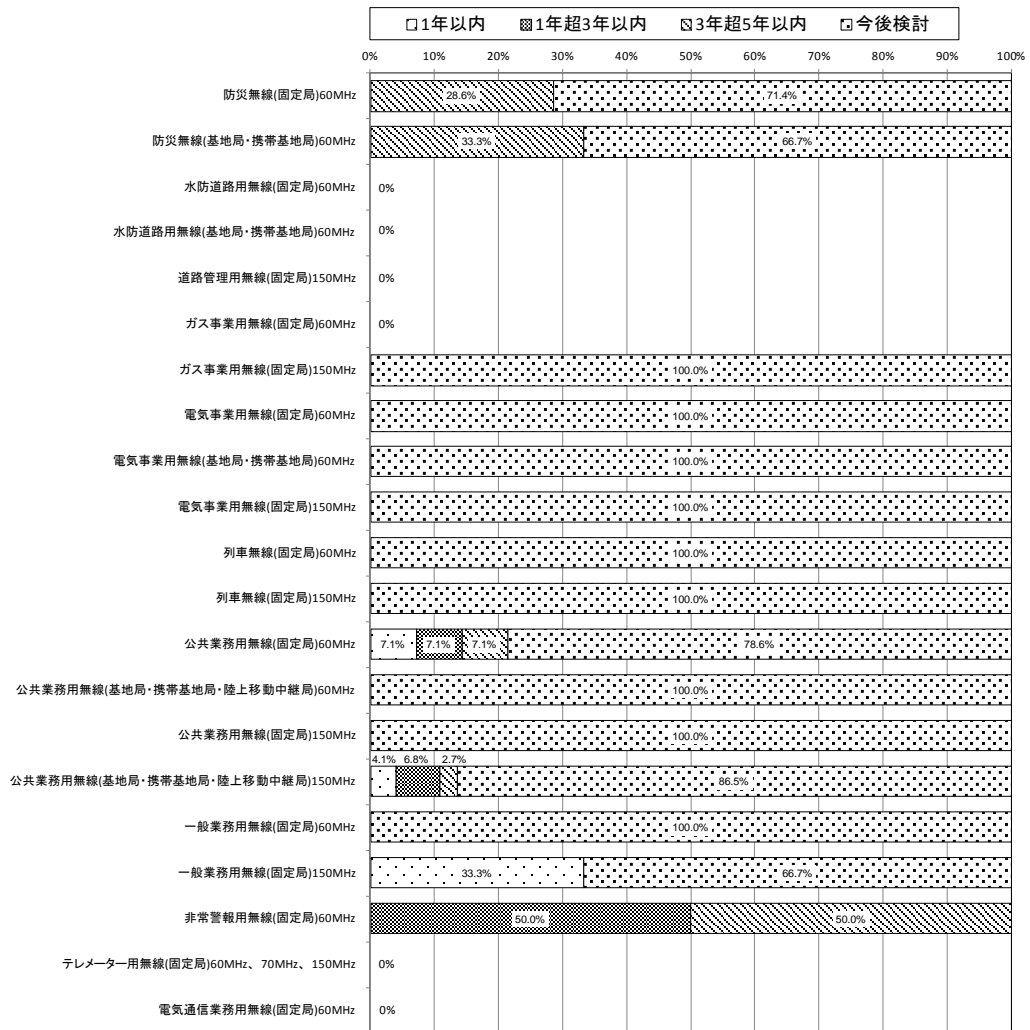 1年以内 1年超3年以内 3年超5年以内 今後検討
0% 10% 20% 30% 40% 50% 60% 70% 80% 90% 100%
防災無線(固定局)60MHz 28.6% 71.4%
防災無線(基地局・携帯基地局)60MHz 33.3% 66.7%
水防道路用無線(固定局)60MHz 0%
水防道路用無線(基地局・携帯基地局)60MHz 0%
道路管理用無線(固定局)150MHz 0%
ガス事業用無線(固定局)60MHz 0%
ガス事業用無線(固定局)150MHz 100.0%
電気事業用無線(固定局)60MHz 100.0%
電気事業用無線(基地局・携帯基地局)60MHz 100.0%
電気事業用無線(固定局)150MHz 100.0%
列車無線(固定局)60MHz 100.0%
列車無線(固定局)150MHz 100.0%
公共業務用無線(固定局)60MHz 7.1% 7.1% 7.1% 78.6%
公共業務用無線(基地局・携帯基地局・陸上移動中継局)60MHz 100.0%
公共業務用無線(固定局)150MHz 100.0%
4.1% 6.8% 2.7%
公共業務用無線(基地局・携帯基地局・陸上移動中継局)150MHz 86.5%
一般業務用無線(固定局)60MHz 100.0%
一般業務用無線(固定局)150MHz 33.3% 66.7%
非常警報用無線(固定局)60MHz 50.0% 50.0%
テレメーター用無線(固定局)60MHz、70MHz、150MHz 0%
電気通信業務用無線(固定局)60MHz 0%